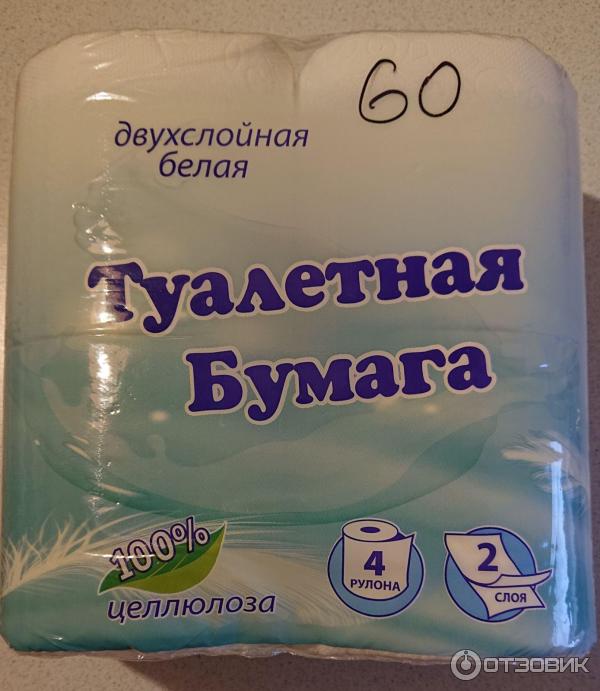 60
двухслойная
белая
Туалетная
Бумага
100%
целлюлоза
4
РУЛОНА
2
СЛОЯ
ОТЗОВИК